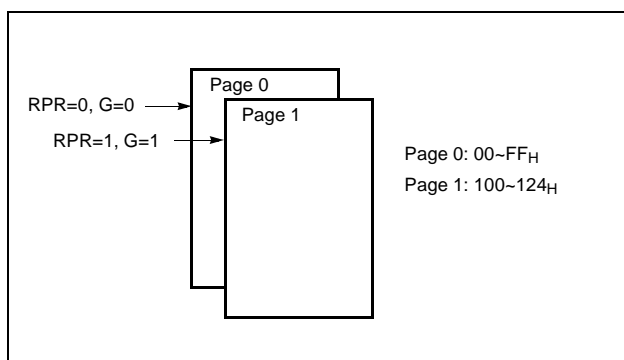 Page 0
RPR=0, G=0
Page 1
RPR=1, G=1
Page 0: 00~FFH
Page 1: 100~124H